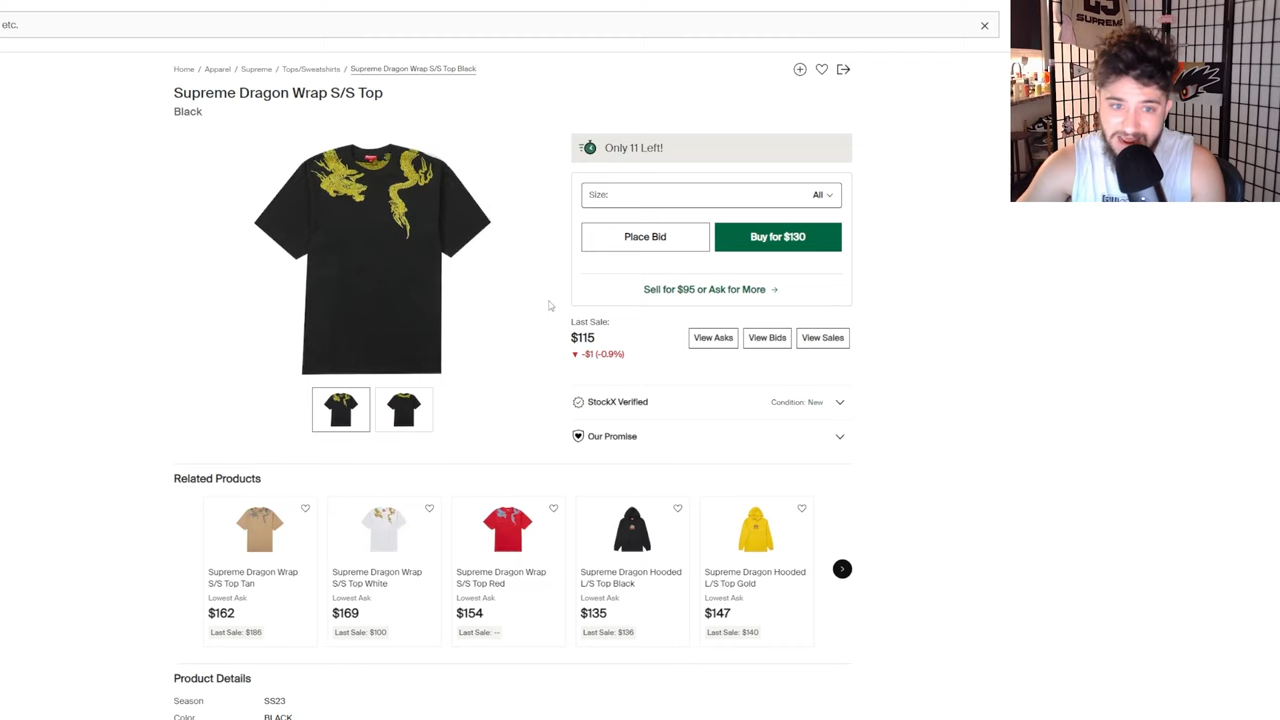 etc.
Home / Apparel / Supreme / Tops/Sweatshirts / Supreme Dragon Wrap S/S Top Black
Supreme Dragon Wrap S/S Top
Black
Only 11 Left!
Size: All
Place Bid
Buy for $130
Sell for $95 or Ask for More →
Last Sale:
$115
▼ -$1 (-0.9%)
View Asks
View Bids
View Sales
StockX Verified
Condition: New
Our Promise
Related Products
Supreme Dragon Wrap
S/S Top Tan
Lowest Ask
$162
Last Sale: $186
Supreme Dragon Wrap
S/S Top White
Lowest Ask
$169
Last Sale: $100
Supreme Dragon Wrap
S/S Top Red
Lowest Ask
$154
Last Sale: --
Supreme Dragon Hooded
L/S Top Black
Lowest Ask
$135
Last Sale: $136
Supreme Dragon Hooded
L/S Top Gold
Lowest Ask
$147
Last Sale: $140
Product Details
Season SS23
Color BLACK
SUPREME